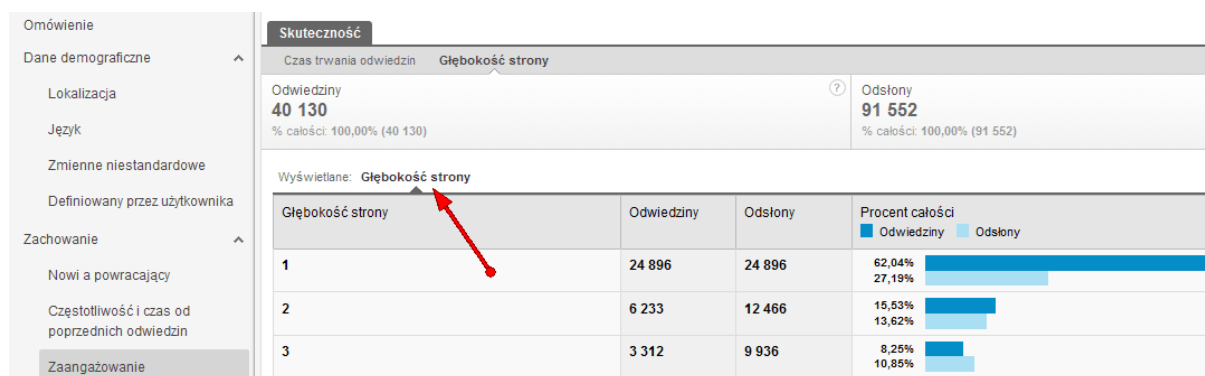 Omówienie
Dane demograficzne
Lokalizacja
Język
Zmienne niestandardowe
Definiowany przez użytkownika
Zachowanie
Nowi a powracający
Częstotliwość i czas od
poprzednich odwiedzin
Zaangażowanie
Skuteczność
Czas trwania odwiedzin Głębokość strony
Odwiedziny ? Odsłony
40 130 91 552
% całości: 100,00% (40 130) % całości: 100,00% (91 552)
Wyświetlane: Głębokość strony
Głębokość strony Odwiedziny Odsłony Procent całości
Odwiedziny Odsłony
1 24 896 24 896 62,04%
27,19%
2 6 233 12 466 15,53%
13,62%
3 3 312 9 936 8,25%
10,85%